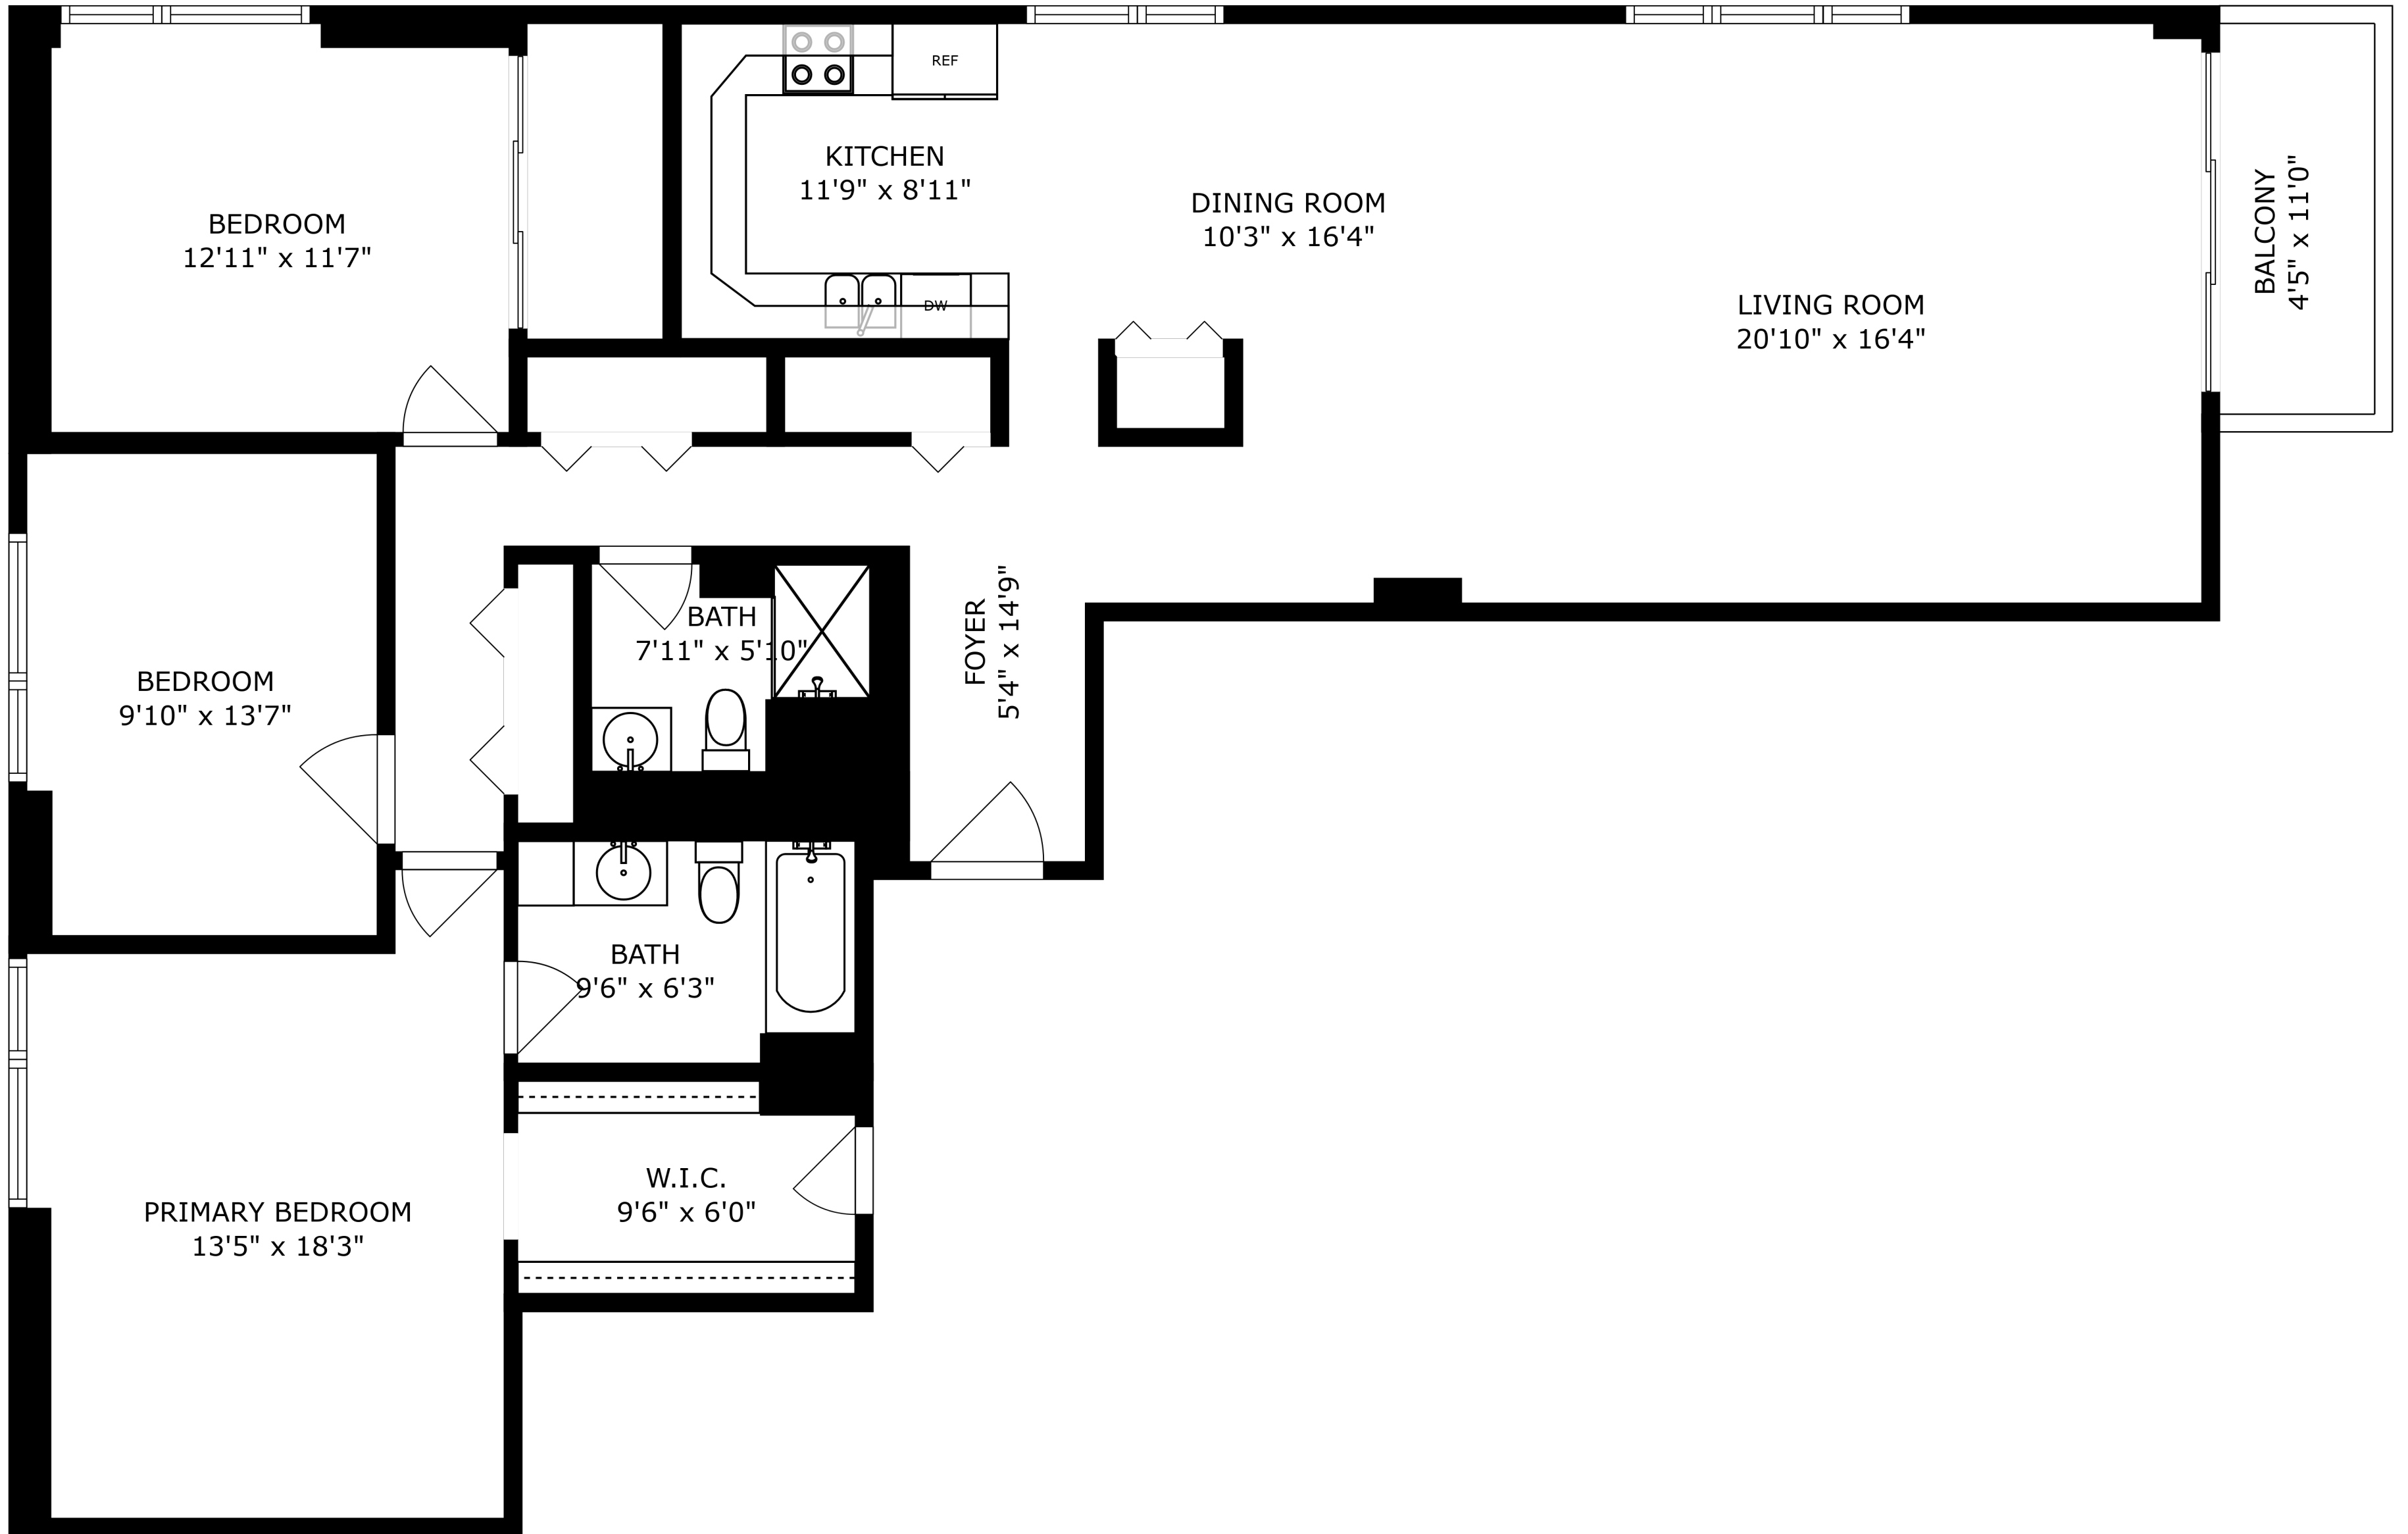 REF
KITCHEN
11'9" x 8'11"
DINING ROOM
10'3" x 16'4"
BEDROOM
12'11" x 11'7"
BALCONY
4'5" x 11'0"
LIVING ROOM
20'10" x 16'4"
DW
BATH
7'11" x 5'10"
FOYER
5'4" x 14'9"
BEDROOM
9'10" x 13'7"
BATH
9'6" x 6'3"
W.I.C.
9'6" x 6'0"
PRIMARY BEDROOM
13'5" x 18'3"